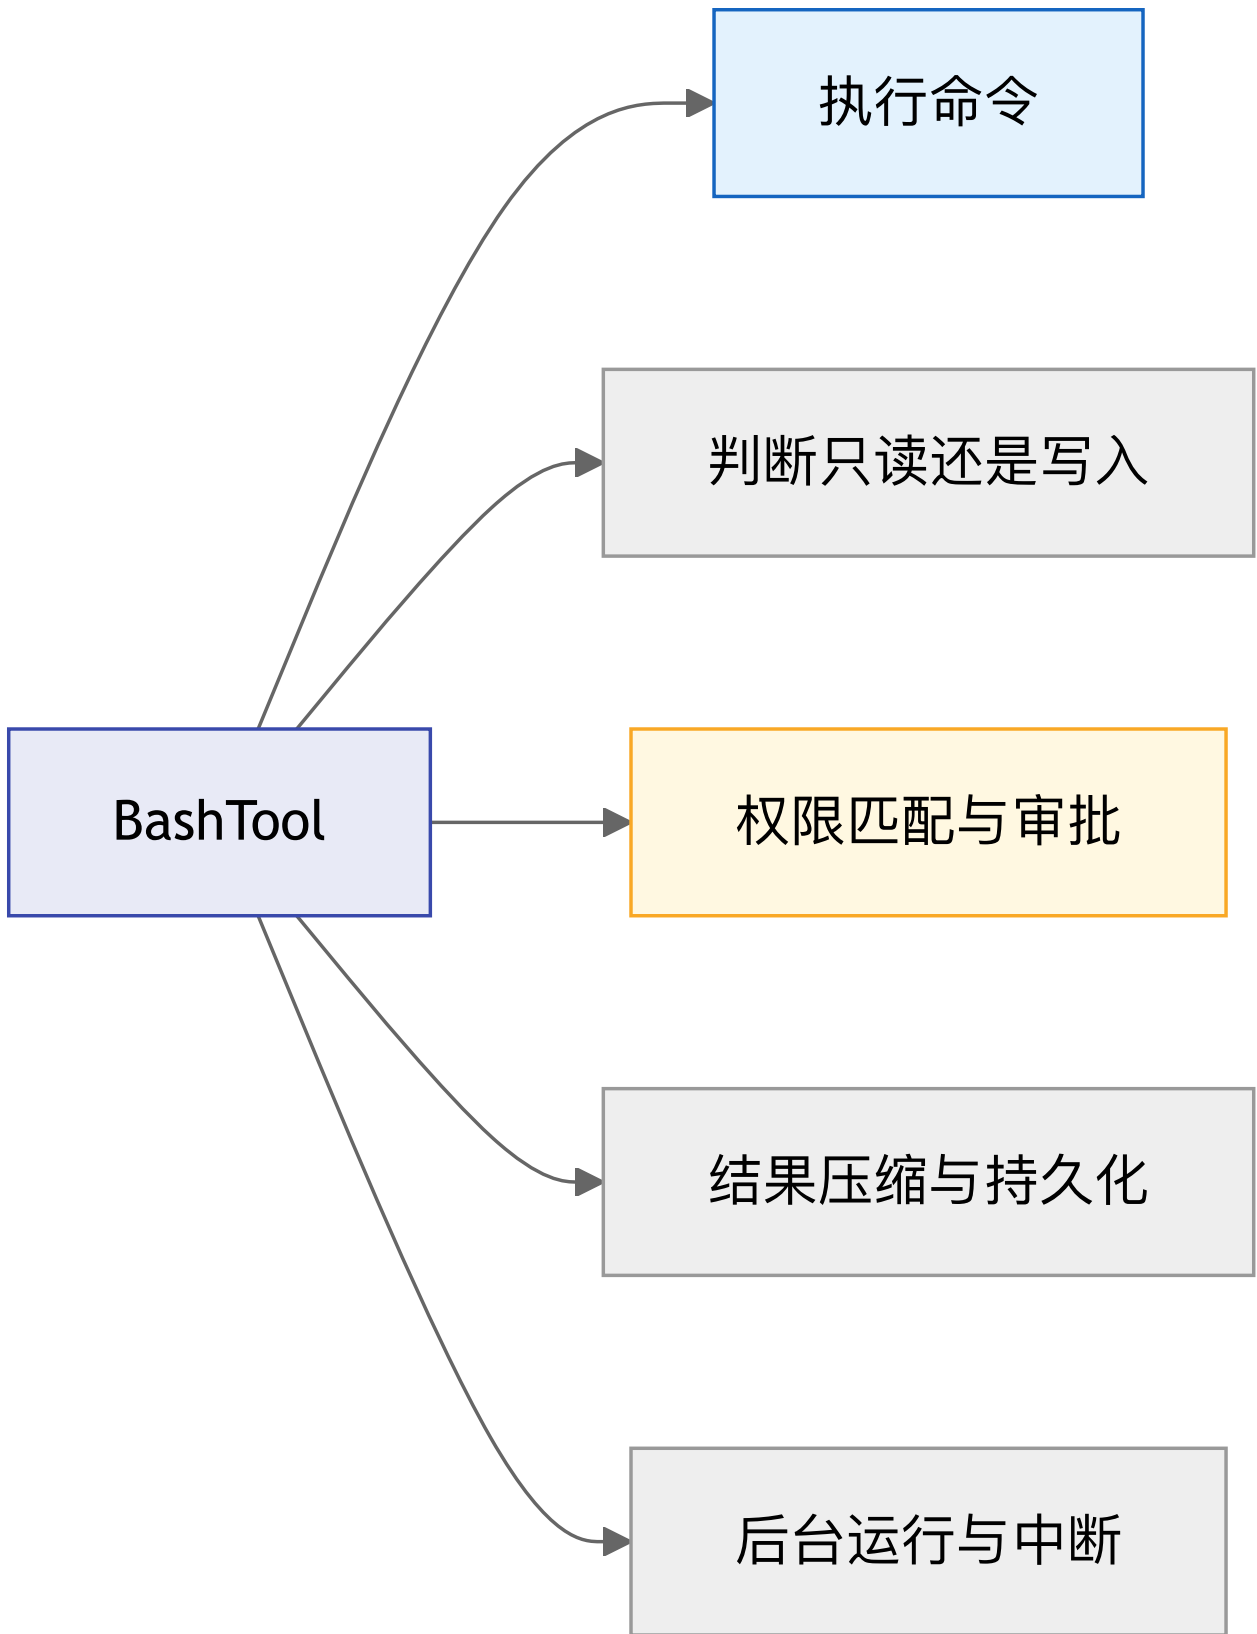 执行命令
判断只读还是写入
BashTool
权限匹配与审批
结果压缩与持久化
后台运行与中断